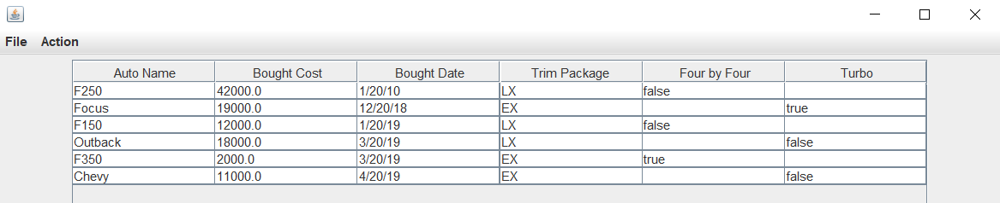 File Action
Auto Name Bought Cost Bought Date Trim Package Four by Four Turbo
F250 42000.0 1/20/10 LX false
Focus 19000.0 12/20/18 EX true
F150 12000.0 1/20/19 LX false
Outback 18000.0 3/20/19 LX false
F350 2000.0 3/20/19 EX true
Chevy 11000.0 4/20/19 EX false